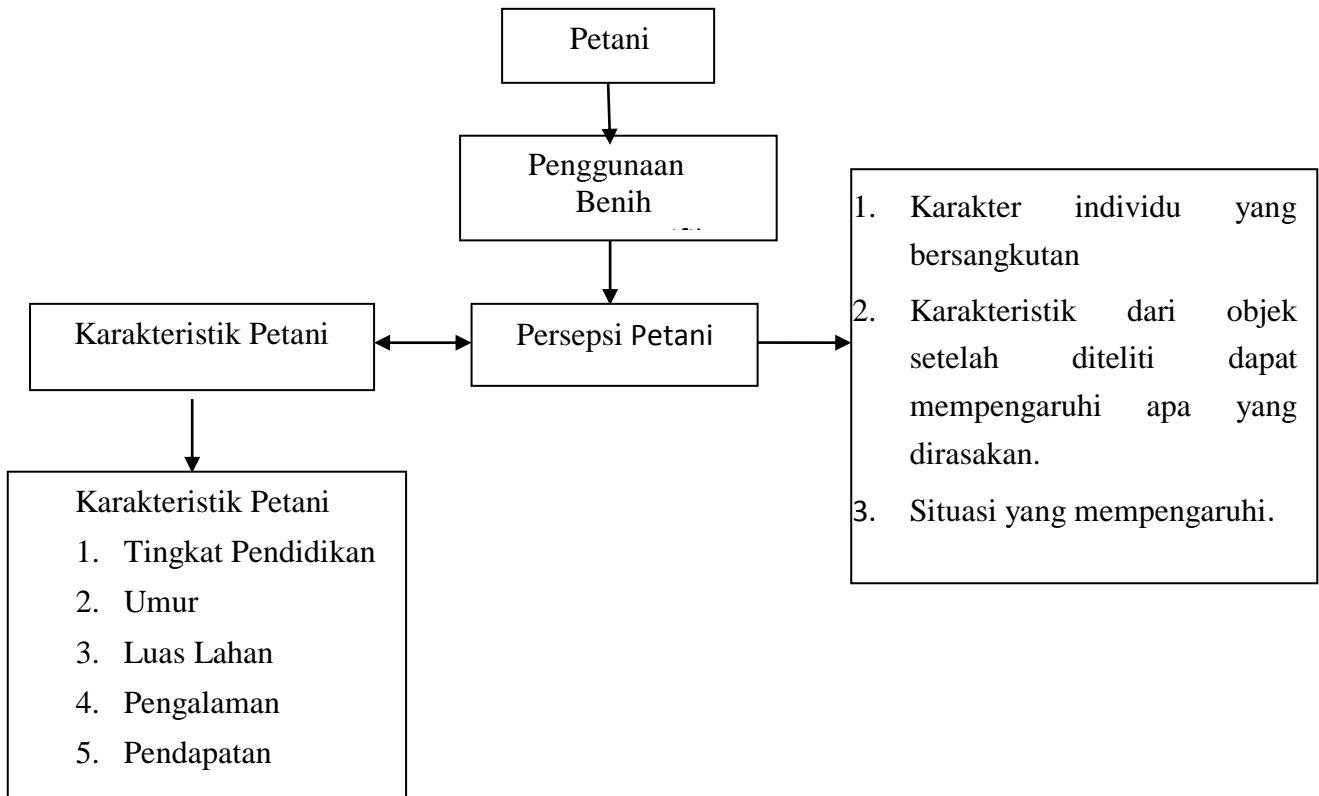 Petani
Penggunaan
Benih
Karakteristik Petani
Persepsi Petani
1. Karakter individu yang
bersangkutan
2. Karakteristik dari objek
setelah diteliti dapat
mempengaruhi apa yang
dirasakan.
3. Situasi yang mempengaruhi.
Karakteristik Petani
1. Tingkat Pendidikan
2. Umur
3. Luas Lahan
4. Pengalaman
5. Pendapatan